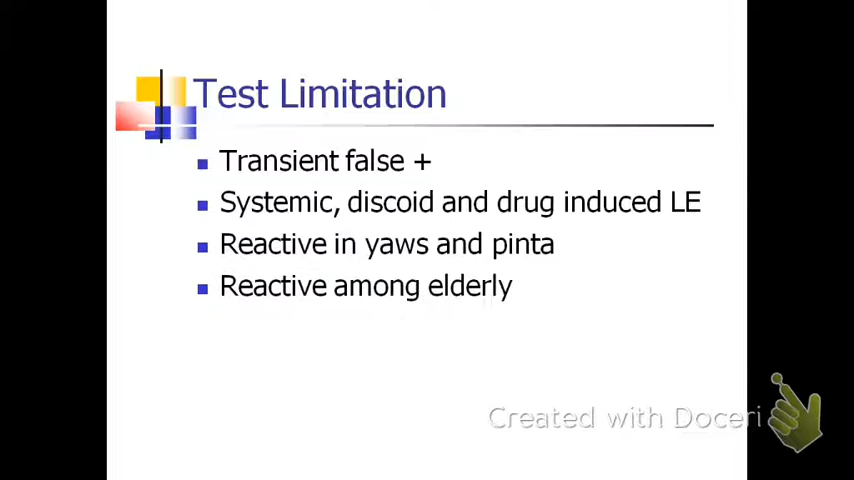 Test Limitation
Transient false +
Systemic, discoid and drug induced LE
Reactive in yaws and pinta
Reactive among elderly
Created with Doceri